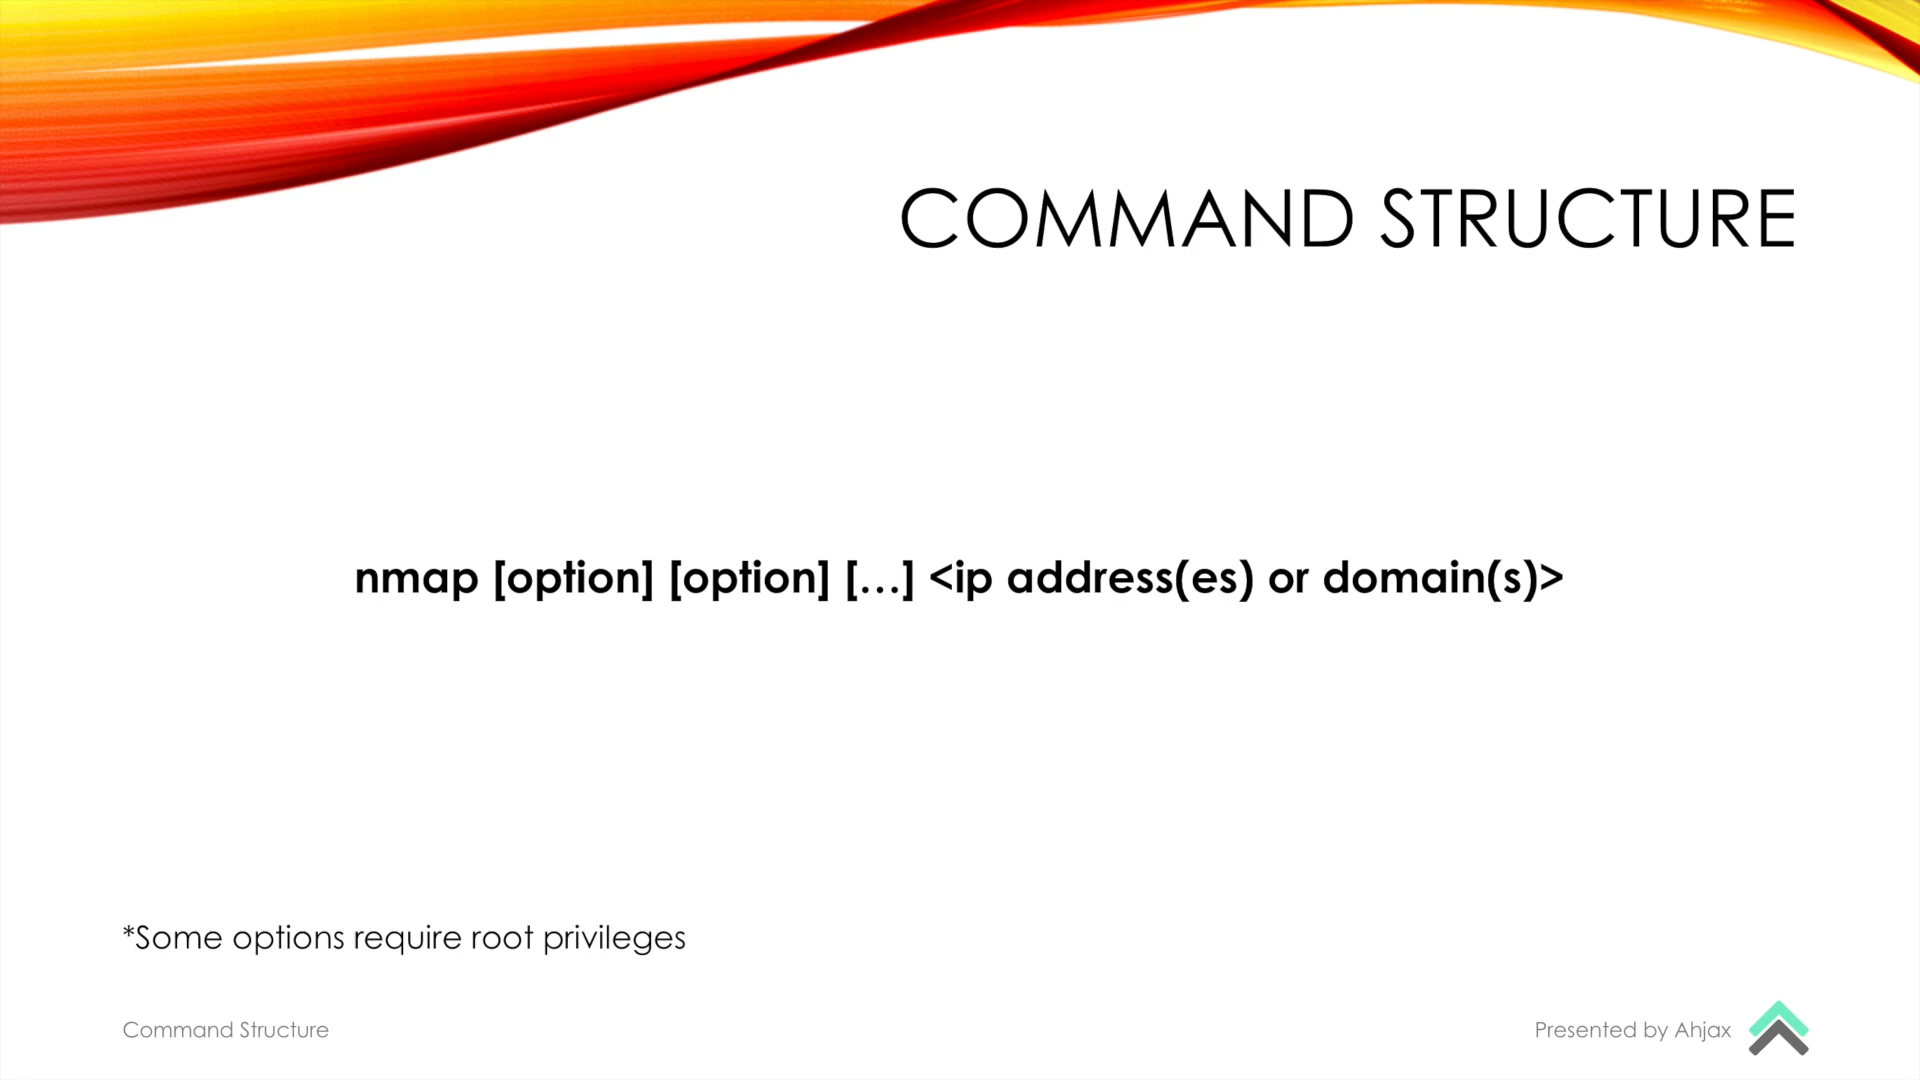 COMMAND STRUCTURE
nmap [option] [option] […] <ip address(es) or domain(s)>
*Some options require root privileges
Command Structure
Presented by Ahjax